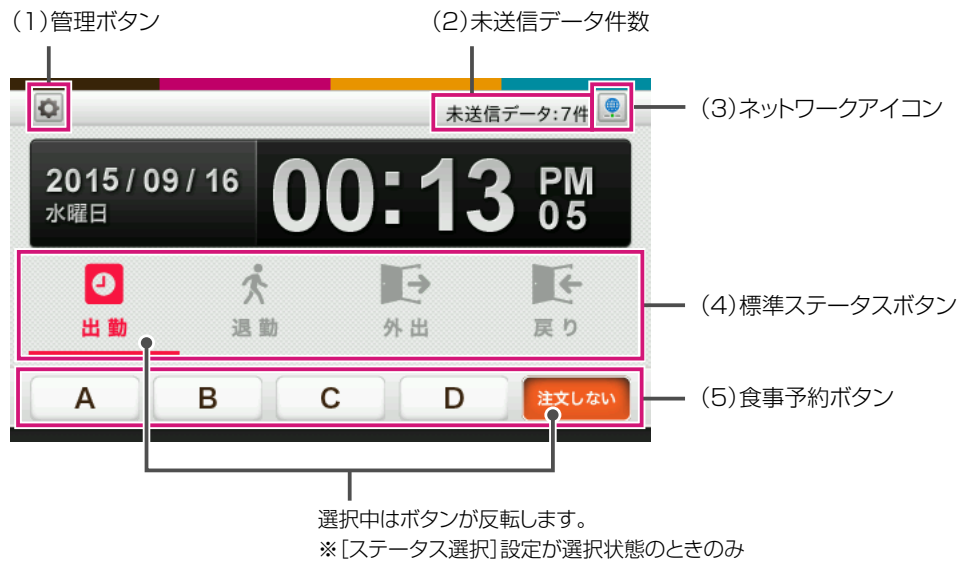 (1)管理ボタン
(2)未送信データ件数
未送信データ:7件
(3)ネットワークアイコン
2015 / 09 / 16
水曜日
00:13
PM
05
出勤
退勤
外出
戻り
(4)標準ステータスボタン
A
B
C
D
注文しない
(5)食事予約ボタン
選択中はボタンが反転します。
※[ステータス選択]設定が選択状態のときのみ